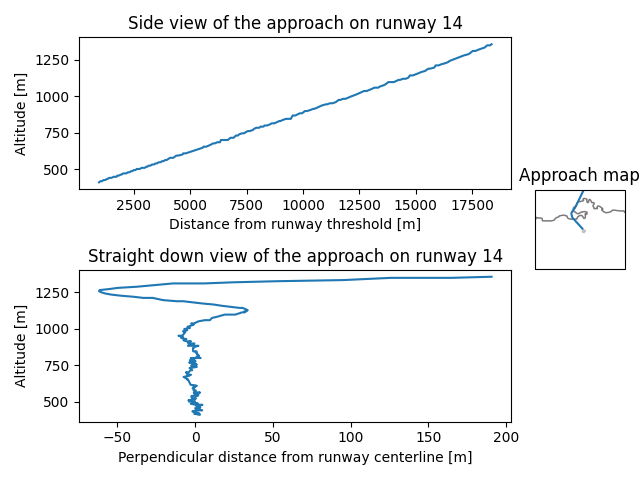 Side view of the approach on runway 14
Altitude [m]
1250
1000
750
500
2500 5000 7500 10000 12500 15000 17500
Distance from runway threshold [m]
Approach map
Straight down view of the approach on runway 14
Altitude [m]
1250
1000
750
500
−50 0 50 100 150 200
Perpendicular distance from runway centerline [m]